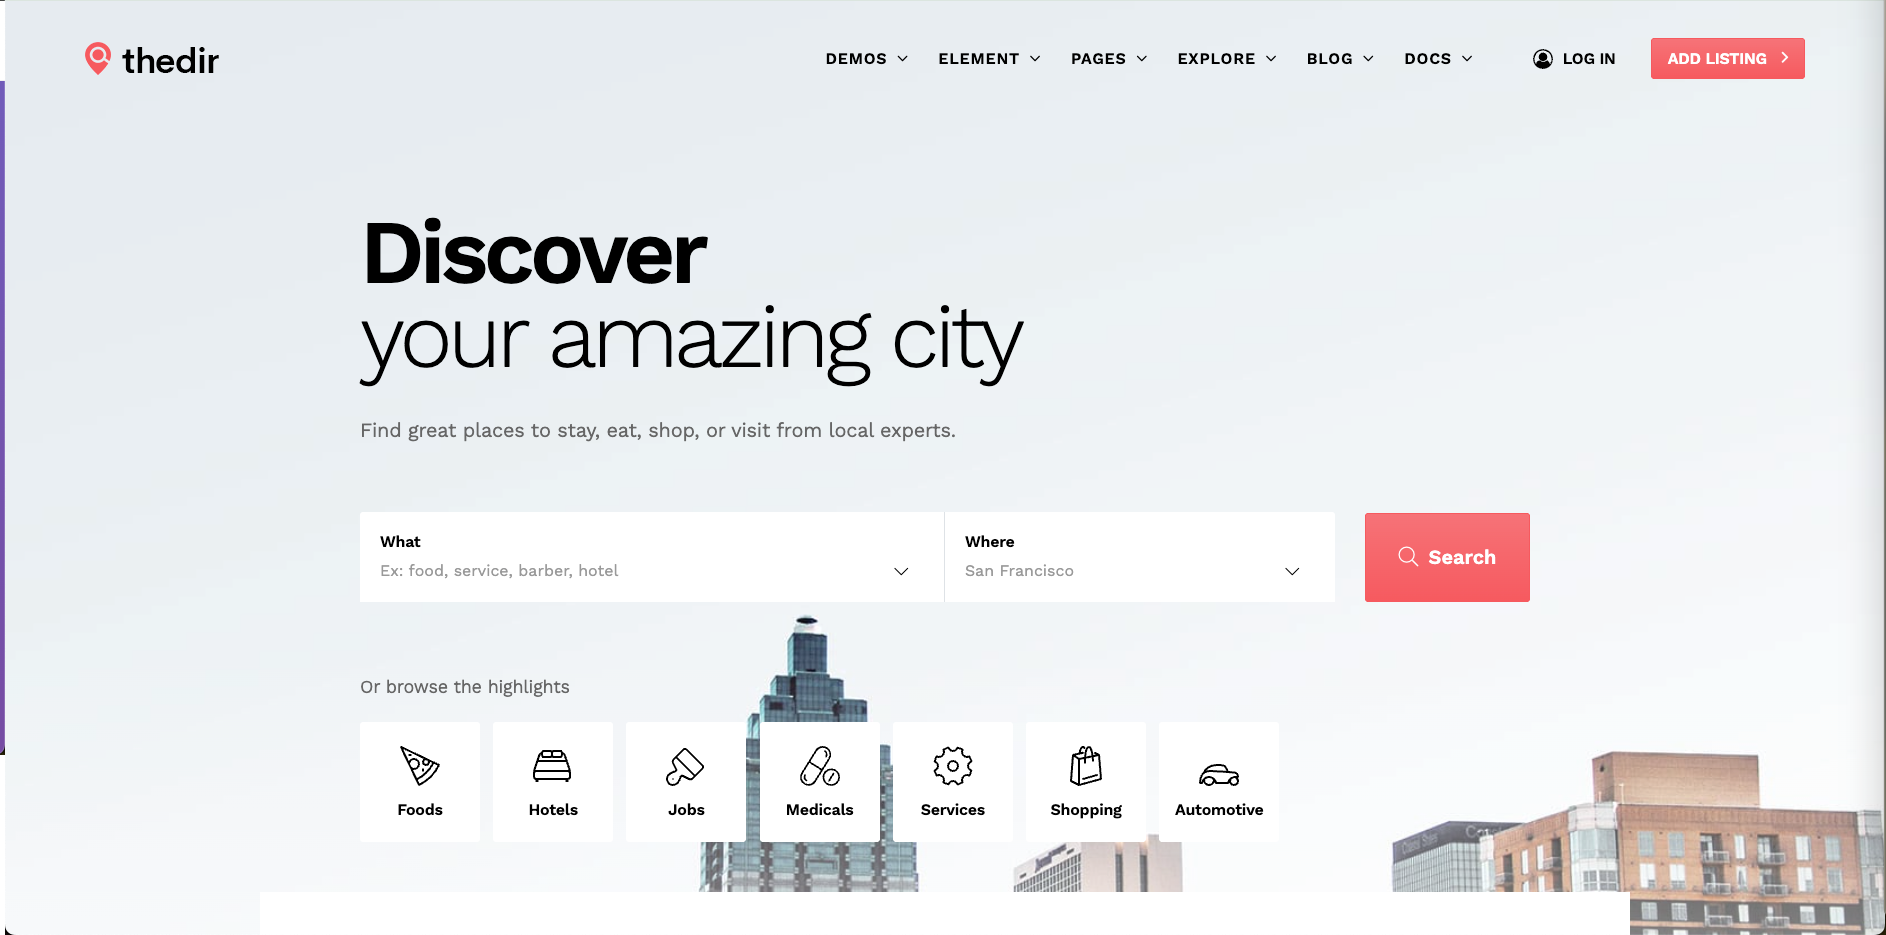 thedir
DEMOS ELEMENT PAGES EXPLORE BLOG DOCS LOG IN ADD LISTING
Discover
your amazing city
Find great places to stay, eat, shop, or visit from local experts.
What
Ex: food, service, barber, hotel
Where
San Francisco
Search
Or browse the highlights
Foods Hotels Jobs Medicals Services Shopping Automotive